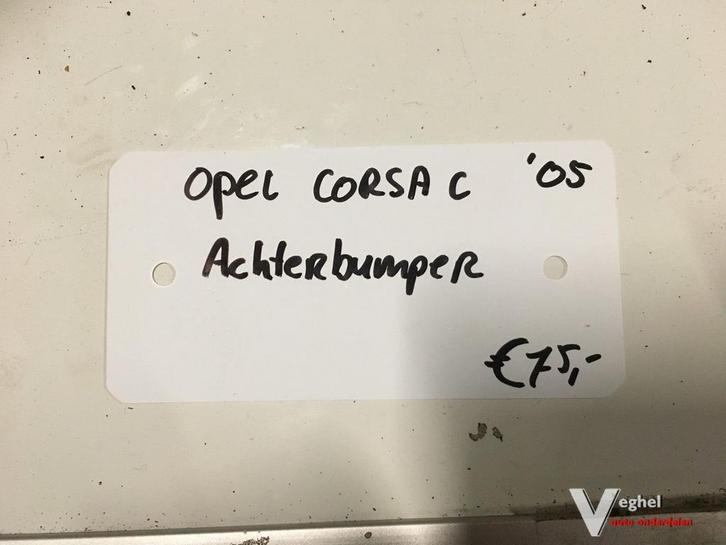 Opel CORSA C '05
Achterbumper
€75,-
Veghel
auto onderdelen